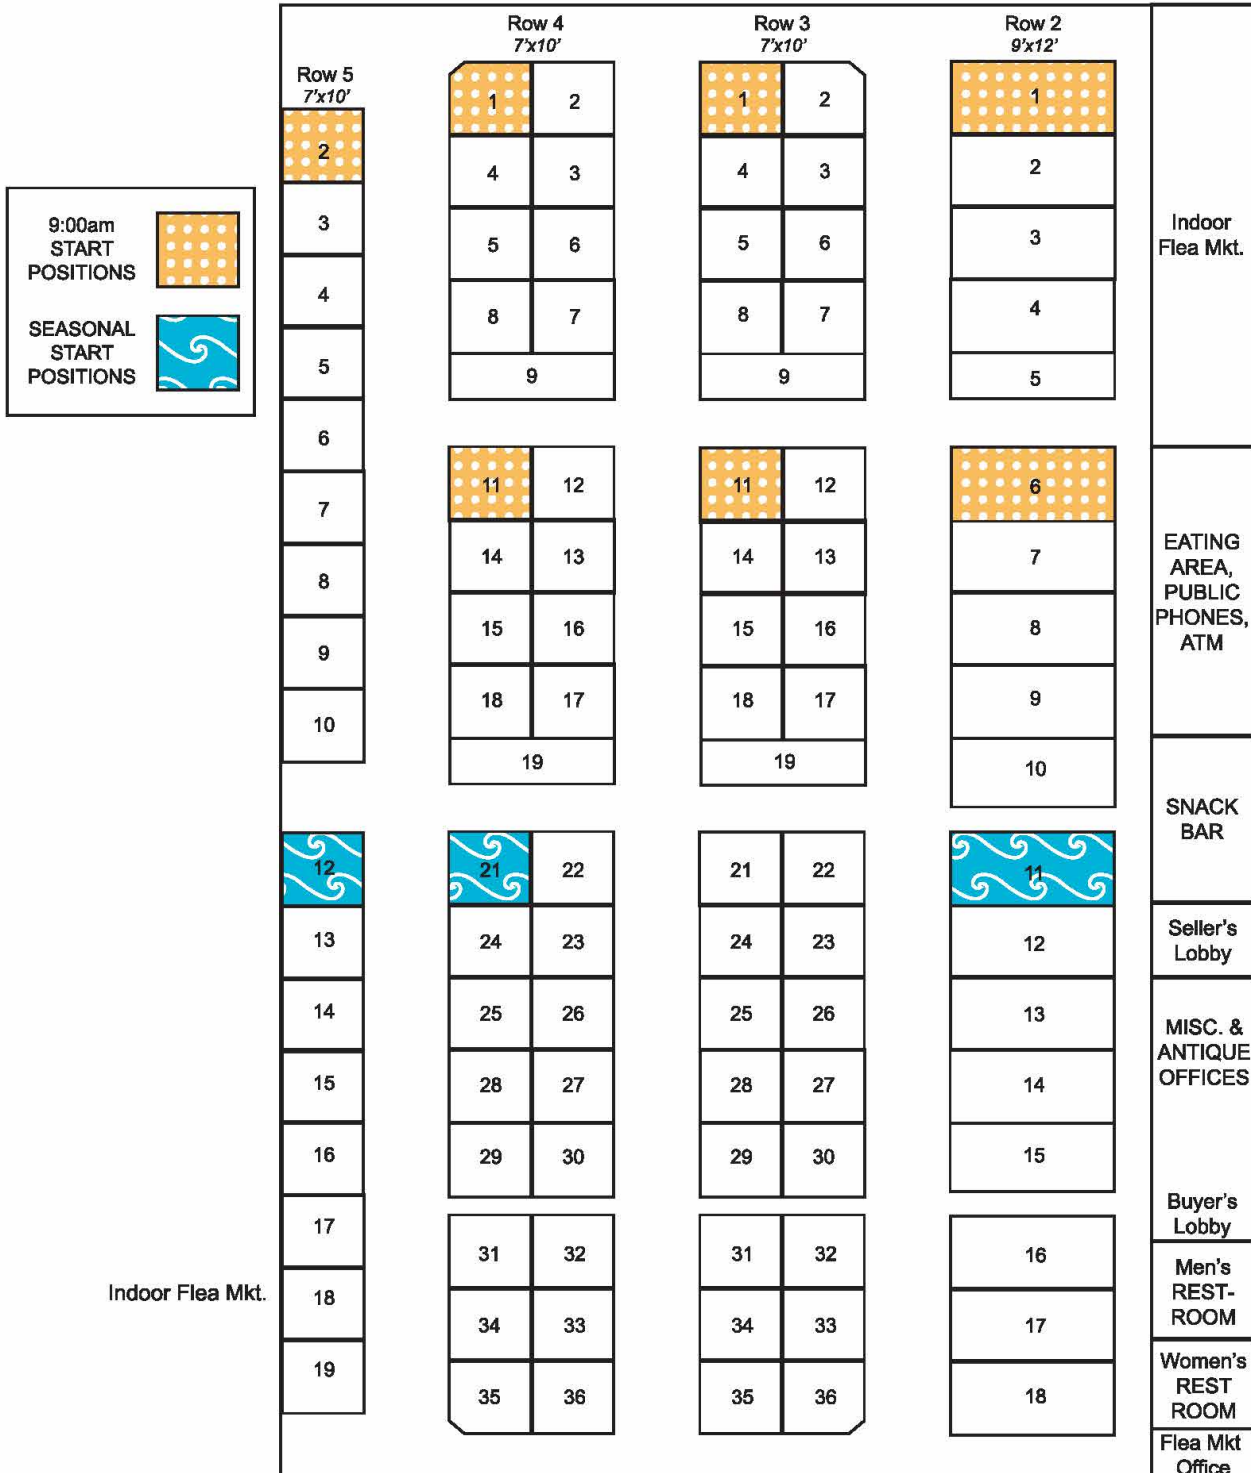 Row 5
7'x10'
2
3
4
5
6
7
8
9
10
12
13
14
15
16
17
18
19
9:00am
START
POSITIONS
SEASONAL
START
POSITIONS
Indoor Flea Mkt.
Row 4
7'x10'
1 2
4 3
5 6
8 7
9
11 12
14 13
15 16
18 17
19
21 22
24 23
25 26
28 27
29 30
31 32
34 33
35 36
Row 3
7'x10'
1 2
4 3
5 6
8 7
9
11 12
14 13
15 16
18 17
19
21 22
24 23
25 26
28 27
29 30
31 32
34 33
35 36
Row 2
9'x12'
1
2
3
4
5
6
7
8
9
10
11
12
13
14
15
16
17
18
Indoor
Flea Mkt.
EATING
AREA,
PUBLIC
PHONES,
ATM
SNACK
BAR
Seller's
Lobby
MISC. &
ANTIQUE
OFFICES
Buyer's
Lobby
Men's
REST-
ROOM
Women's
REST
ROOM
Flea Mkt
Office